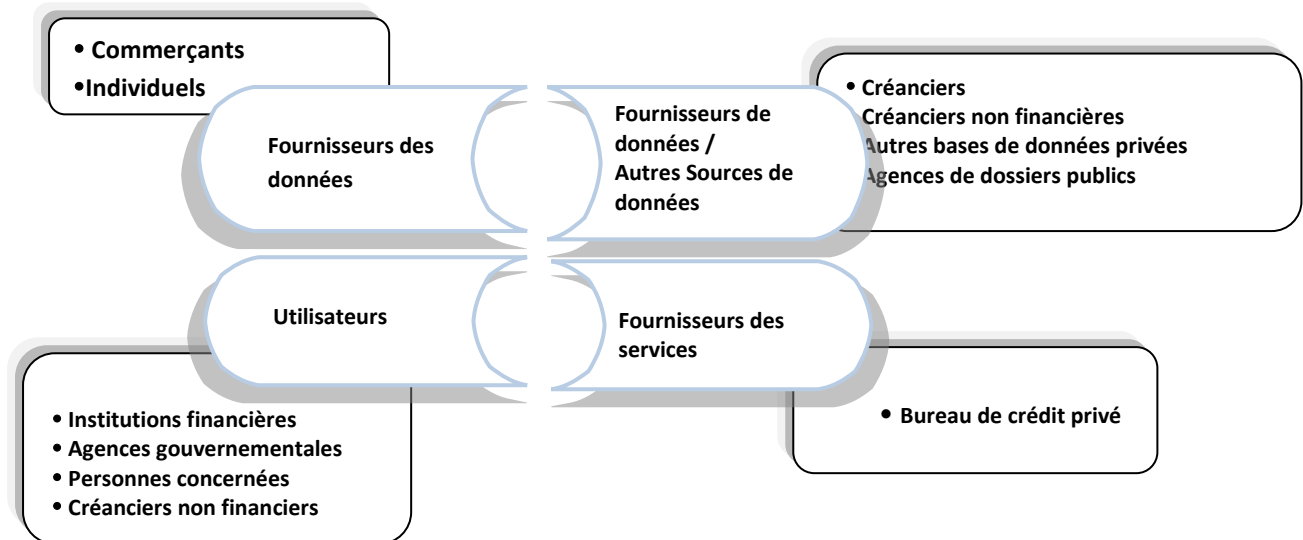 • Commerçants
•Individuels
Fournisseurs des
données
Fournisseurs de
données /
Autres Sources de
données
• Créanciers
Créanciers non financières
Autres bases de données privées
Agences de dossiers publics
Utilisateurs
Fournisseurs des
services
• Institutions financières
• Agences gouvernementales
• Personnes concernées
• Créanciers non financiers
• Bureau de crédit privé